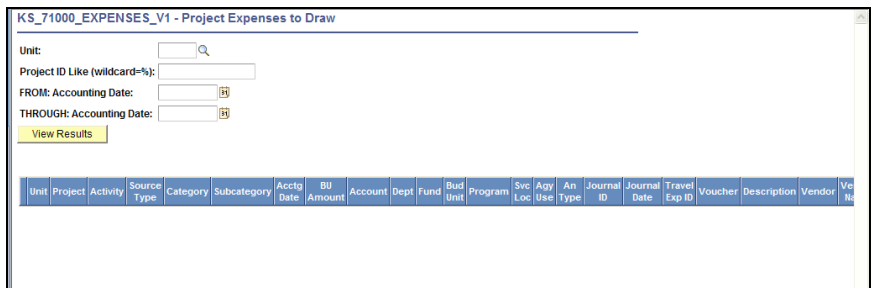 KS_71000_EXPENSES_V1 - Project Expenses to Draw
Unit:
Project ID Like (wildcard=%):
FROM: Accounting Date:
31
THROUGH: Accounting Date:
31
View Results
Unit Project Activity Source Type Category Subcategory Acctg Date BU Amount Account Dept Fund Bud Unit Program Svc Loc Agy Use An Type Journal ID Journal Date Travel Exp ID Voucher Description Vendor